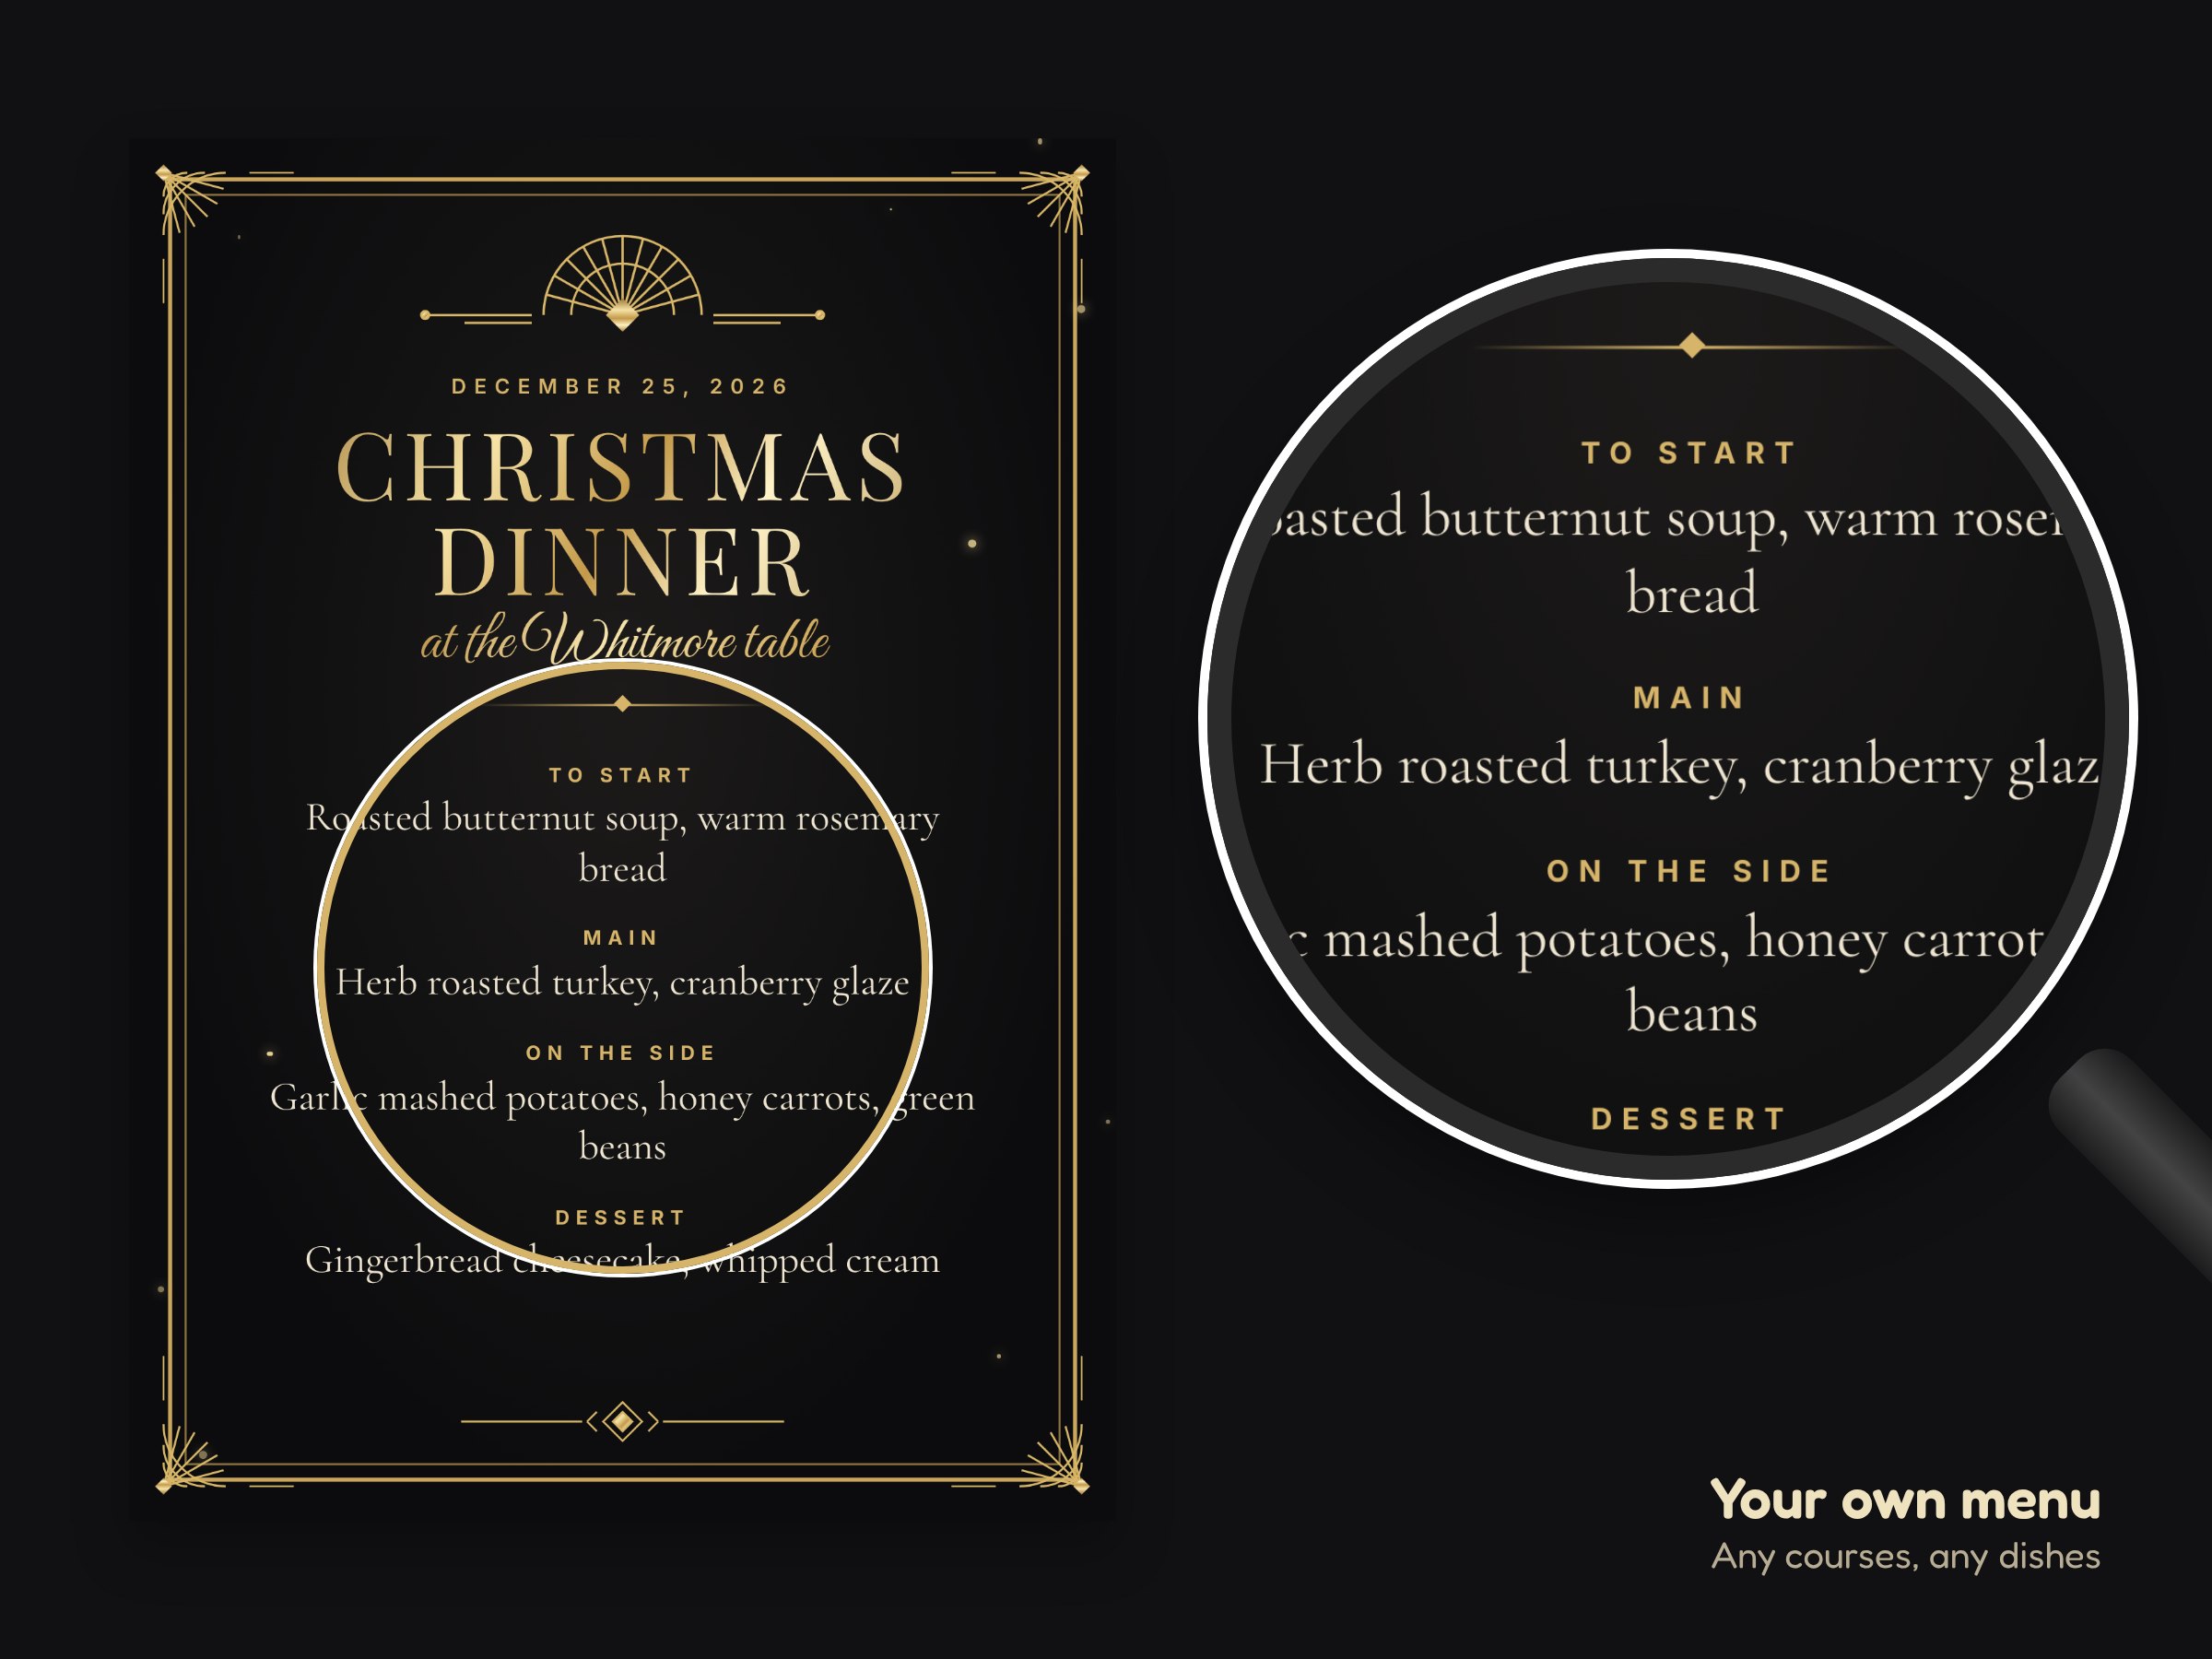 DECEMBER 25, 2026
CHRISTMAS
DINNER
at the Whitmore table
TO START
Roasted butternut soup, warm rosemary
bread
MAIN
Herb roasted turkey, cranberry glaze
ON THE SIDE
Garlic mashed potatoes, honey carrots, green
beans
DESSERT
Gingerbread cheesecake, whipped cream
TO START
oasted butternut soup, warm rosem
bread
MAIN
Herb roasted turkey, cranberry glaz
ON THE SIDE
c mashed potatoes, honey carrot
beans
DESSERT
Your own menu
Any courses, any dishes